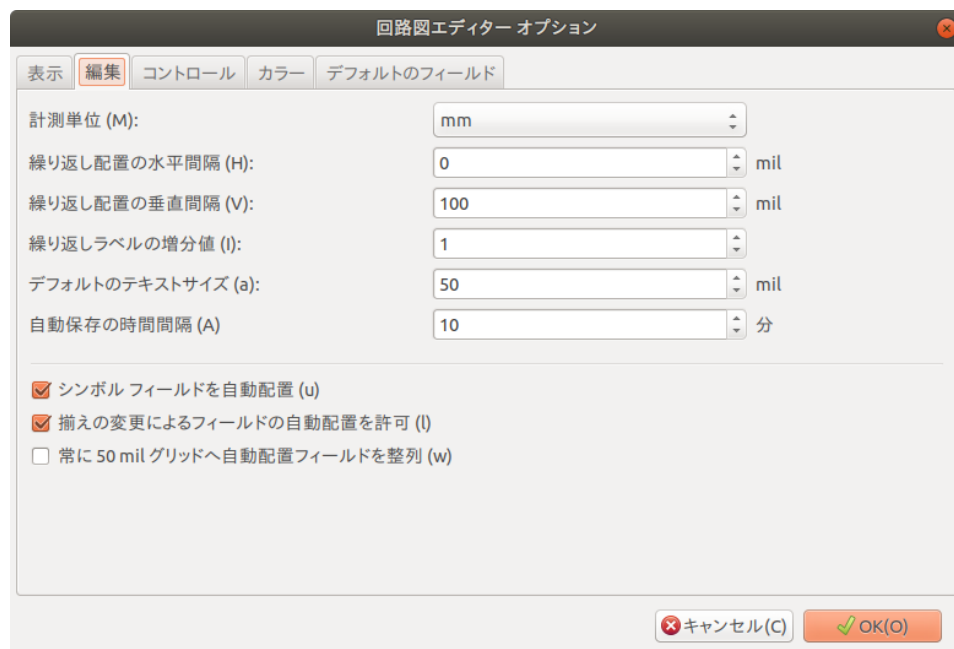 回路図エディター オプション
表示 編集 コントロール カラー デフォルトのフィールド
計測単位 (M): mm
繰り返し配置の水平間隔 (H): 0 mil
繰り返し配置の垂直間隔 (V): 100 mil
繰り返しラベルの増分値 (I): 1
デフォルトのテキストサイズ (a): 50 mil
自動保存の時間間隔 (A) 10 分
シンボル フィールドを自動配置 (u)
揃えの変更によるフィールドの自動配置を許可 (l)
常に 50 mil グリッドへ自動配置フィールドを整列 (w)
キャンセル(C) OK(O)